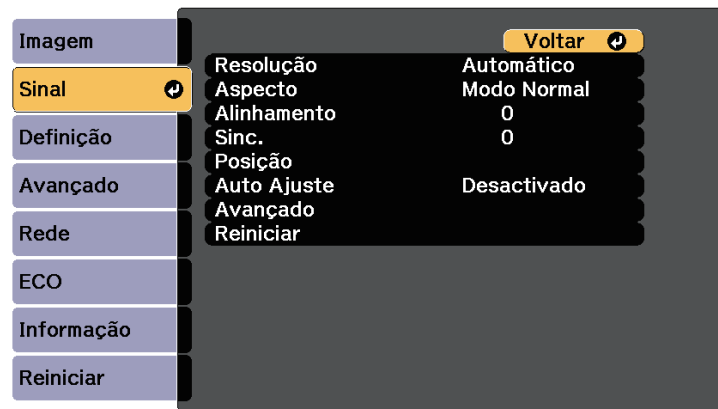 Imagem
Sinal
Definição
Avançado
Rede
ECO
Informação
Reiniciar
Voltar
Resolução Automático
Aspecto Modo Normal
Alinhamento 0
Sinc. 0
Posição
Auto Ajuste Desactivado
Avançado
Reiniciar